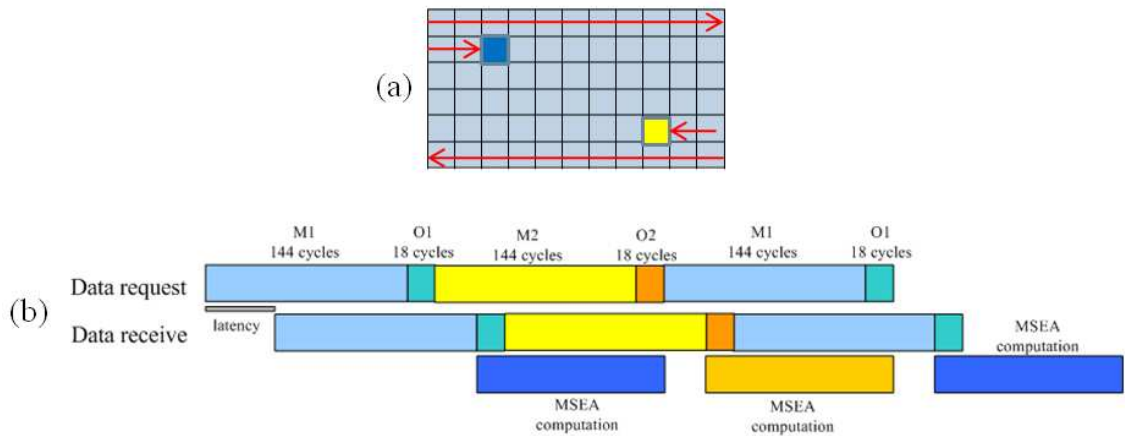 (a)
M1 O1 M2 O2 M1 O1
144 cycles 18 cycles 144 cycles 18 cycles 144 cycles 18 cycles
Data request
(b)
latency
Data receive
MSEA
computation
MSEA
computation
MSEA
computation